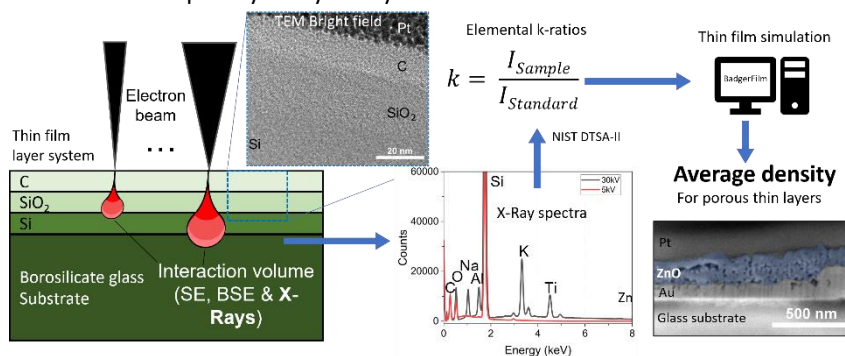 Electron
beam
...
Thin film
layer system
C
SiO₂
Si
Borosilicate glass
Substrate
Interaction volume
(SE, BSE & X-
Rays)
TEM Bright field
Pt
C
SiO₂
Si
20 nm
Elemental k-ratios
k = I_Sample / I_Standard
NIST DTSA-II
Si
30kV
5kV
X-Ray spectra
60000
40000
20000
0
Counts
C
O
Na
Al
K
Ti
Zn
0
2
4
6
8
Energy (keV)
Thin film simulation
BadgerFilm
Average density
For porous thin layers
Pt
ZnO
Au
Glass substrate
500 nm